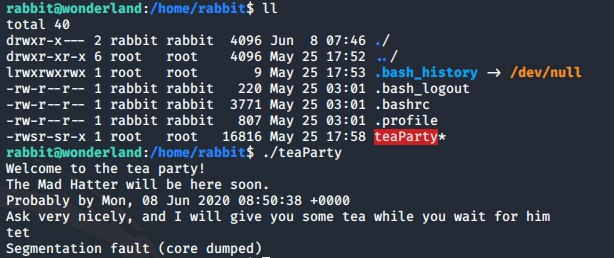 rabbit@wonderland:/home/rabbit$ ll
total 40
drwxr-x--- 2 rabbit rabbit 4096 Jun 8 07:46 ./
drwxr-xr-x 6 root root 4096 May 25 17:52 ../
lrwxrwxrwx 1 root root 9 May 25 17:53 .bash_history -> /dev/null
-rw-r--r-- 1 rabbit rabbit 220 May 25 03:01 .bash_logout
-rw-r--r-- 1 rabbit rabbit 3771 May 25 03:01 .bashrc
-rw-r--r-- 1 rabbit rabbit 807 May 25 03:01 .profile
-rwsr-sr-x 1 root root 16816 May 25 17:58 teaParty*
rabbit@wonderland:/home/rabbit$ ./teaParty
Welcome to the tea party!
The Mad Hatter will be here soon.
Probably by Mon, 08 Jun 2020 08:50:38 +0000
Ask very nicely, and I will give you some tea while you wait for him
tet
Segmentation fault (core dumped)